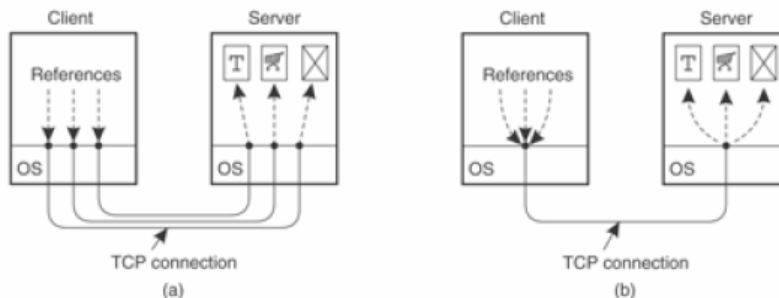 Client
Server
References
T
OS
OS
TCP connection
(a)
Client
Server
References
T
OS
OS
TCP connection
(b)